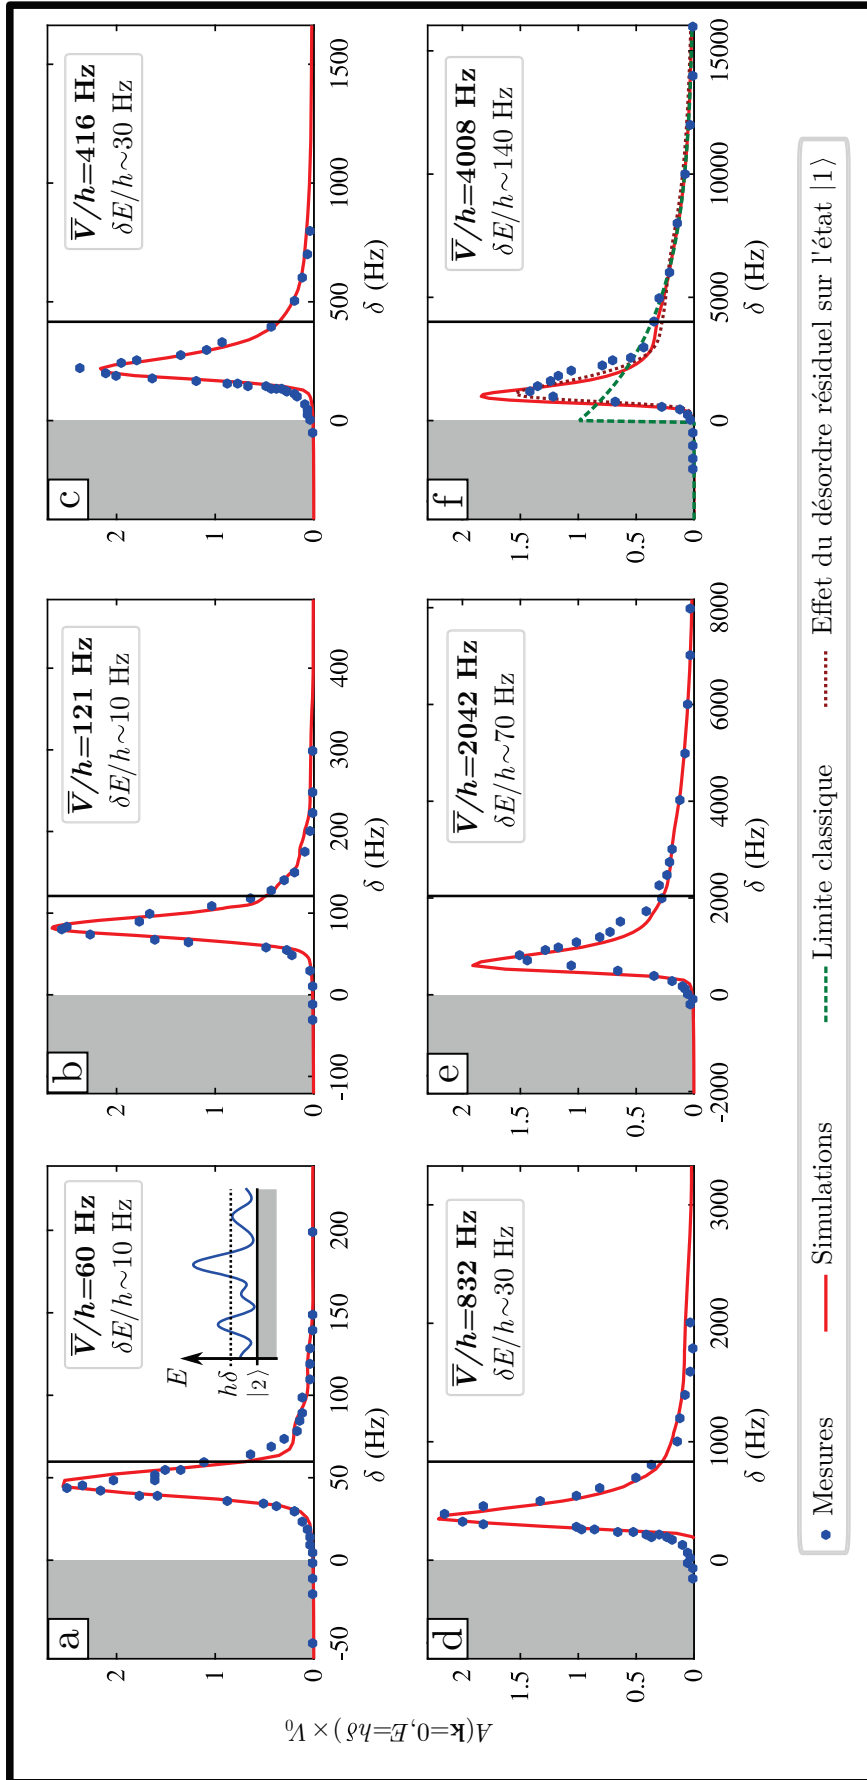 A(k=0,E=hδ) × V₀
a
V̅/h=60 Hz
δE/h~10 Hz
E
hδ
|2⟩
0
1
2
-50
0
50
100
150
200
δ (Hz)
b
V̅/h=121 Hz
δE/h~10 Hz
0
1
2
-100
0
100
200
300
400
δ (Hz)
c
V̅/h=416 Hz
δE/h~30 Hz
0
1
2
0
500
1000
1500
δ (Hz)
d
V̅/h=832 Hz
δE/h~30 Hz
0
0.5
1
1.5
2
0
1000
2000
3000
δ (Hz)
e
V̅/h=2042 Hz
δE/h~70 Hz
0
0.5
1
1.5
2
-2000
0
2000
4000
6000
8000
δ (Hz)
f
V̅/h=4008 Hz
δE/h~140 Hz
0
0.5
1
1.5
2
0
5000
10000
15000
δ (Hz)
Mesures
Simulations
Limite classique
Effet du désordre résiduel sur l'état |1⟩